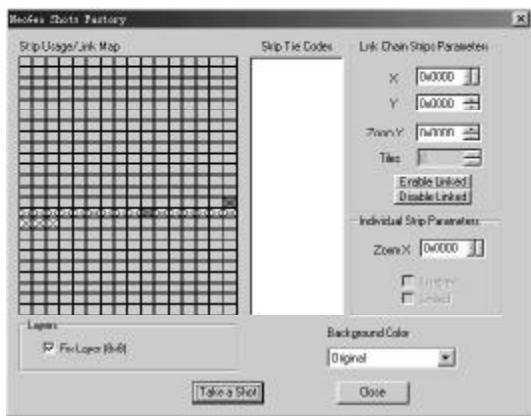 NeoGeo Shots Factory
Strip Usage/Link Map
Strip Tile Codes
Link Chain Strips Parameters
X 0x0000
Y 0x0000
Zoom Y 0x0000
Tiles
Enable Linked
Disable Linked
Individual Strip Parameters
Zoom X 0x0000
Linked
Layers
Fix Layer (8x8)
Background Color
Original
Take a Shot
Close